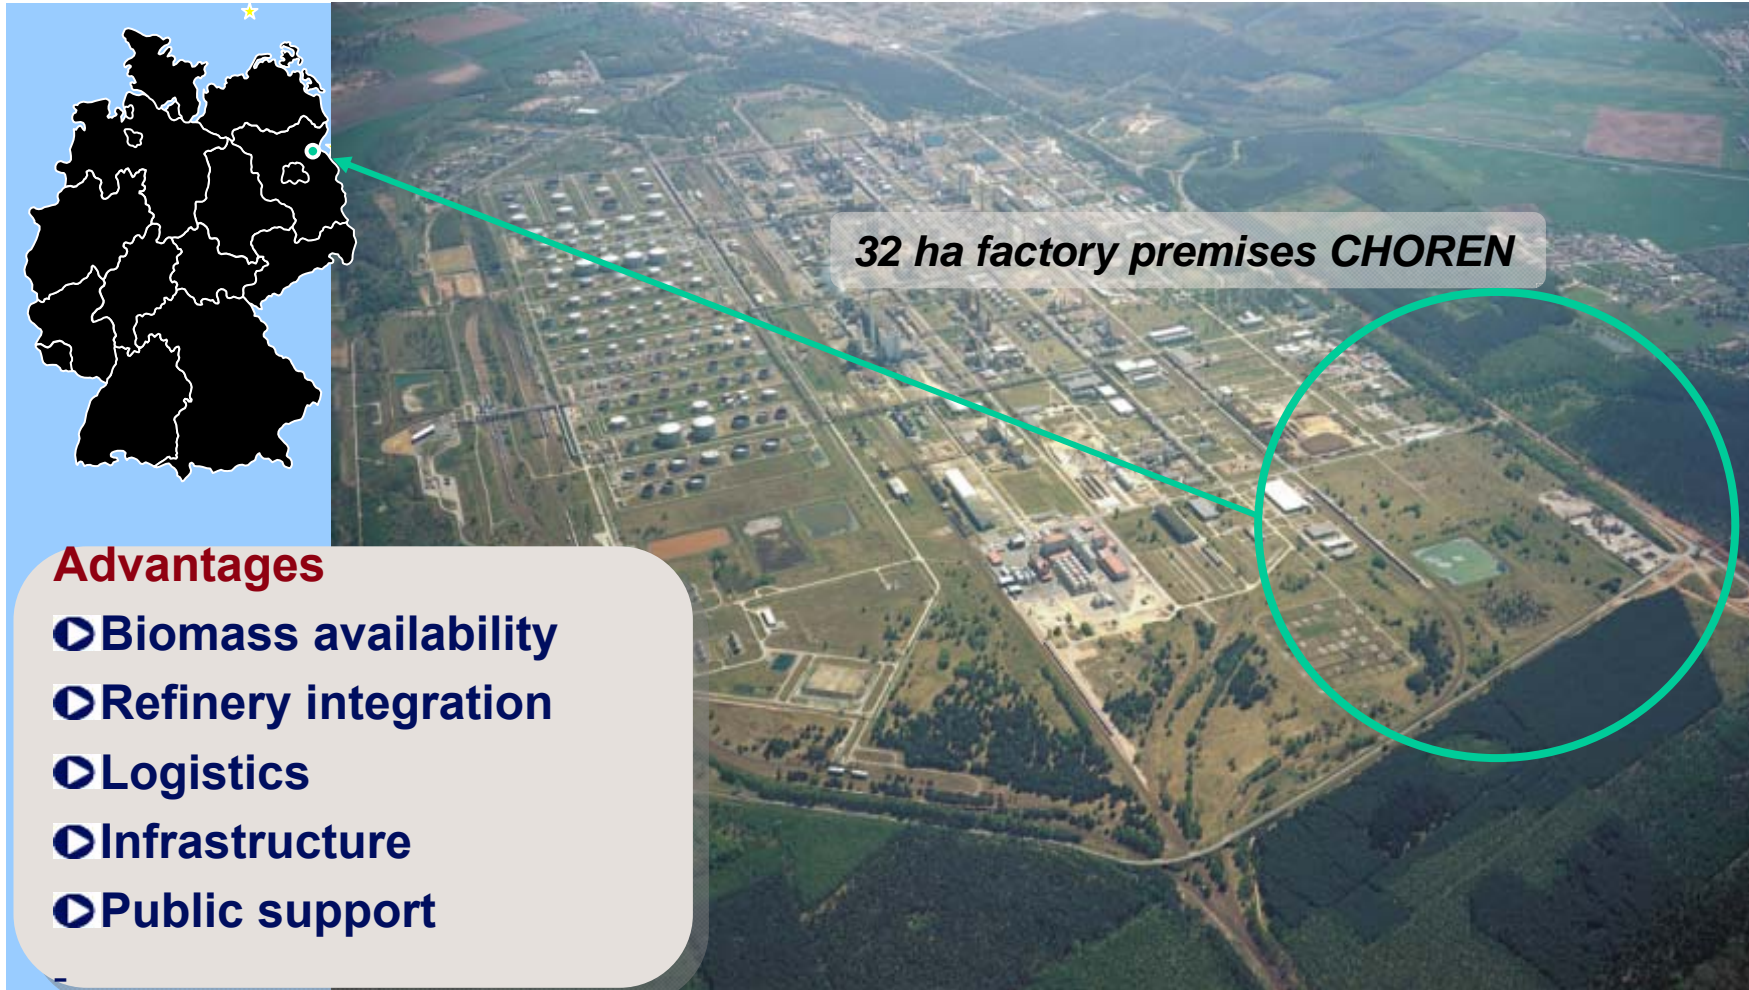 32 ha factory premises CHOREN
Advantages
Biomass availability
Refinery integration
Logistics
Infrastructure
Public support
-